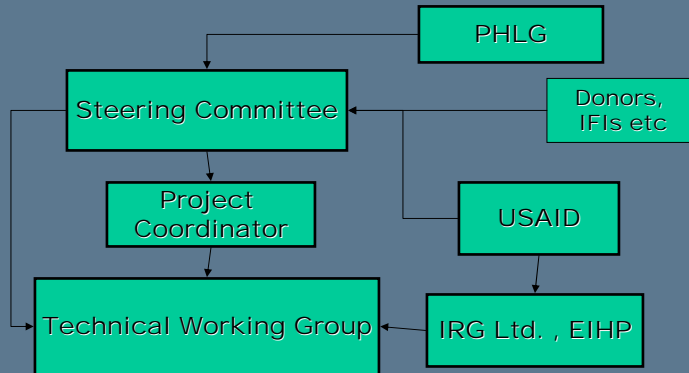 PHLG
Steering Committee
Donors,
IFIs etc
Project
Coordinator
USAID
Technical Working Group
IRG Ltd. , EIHP